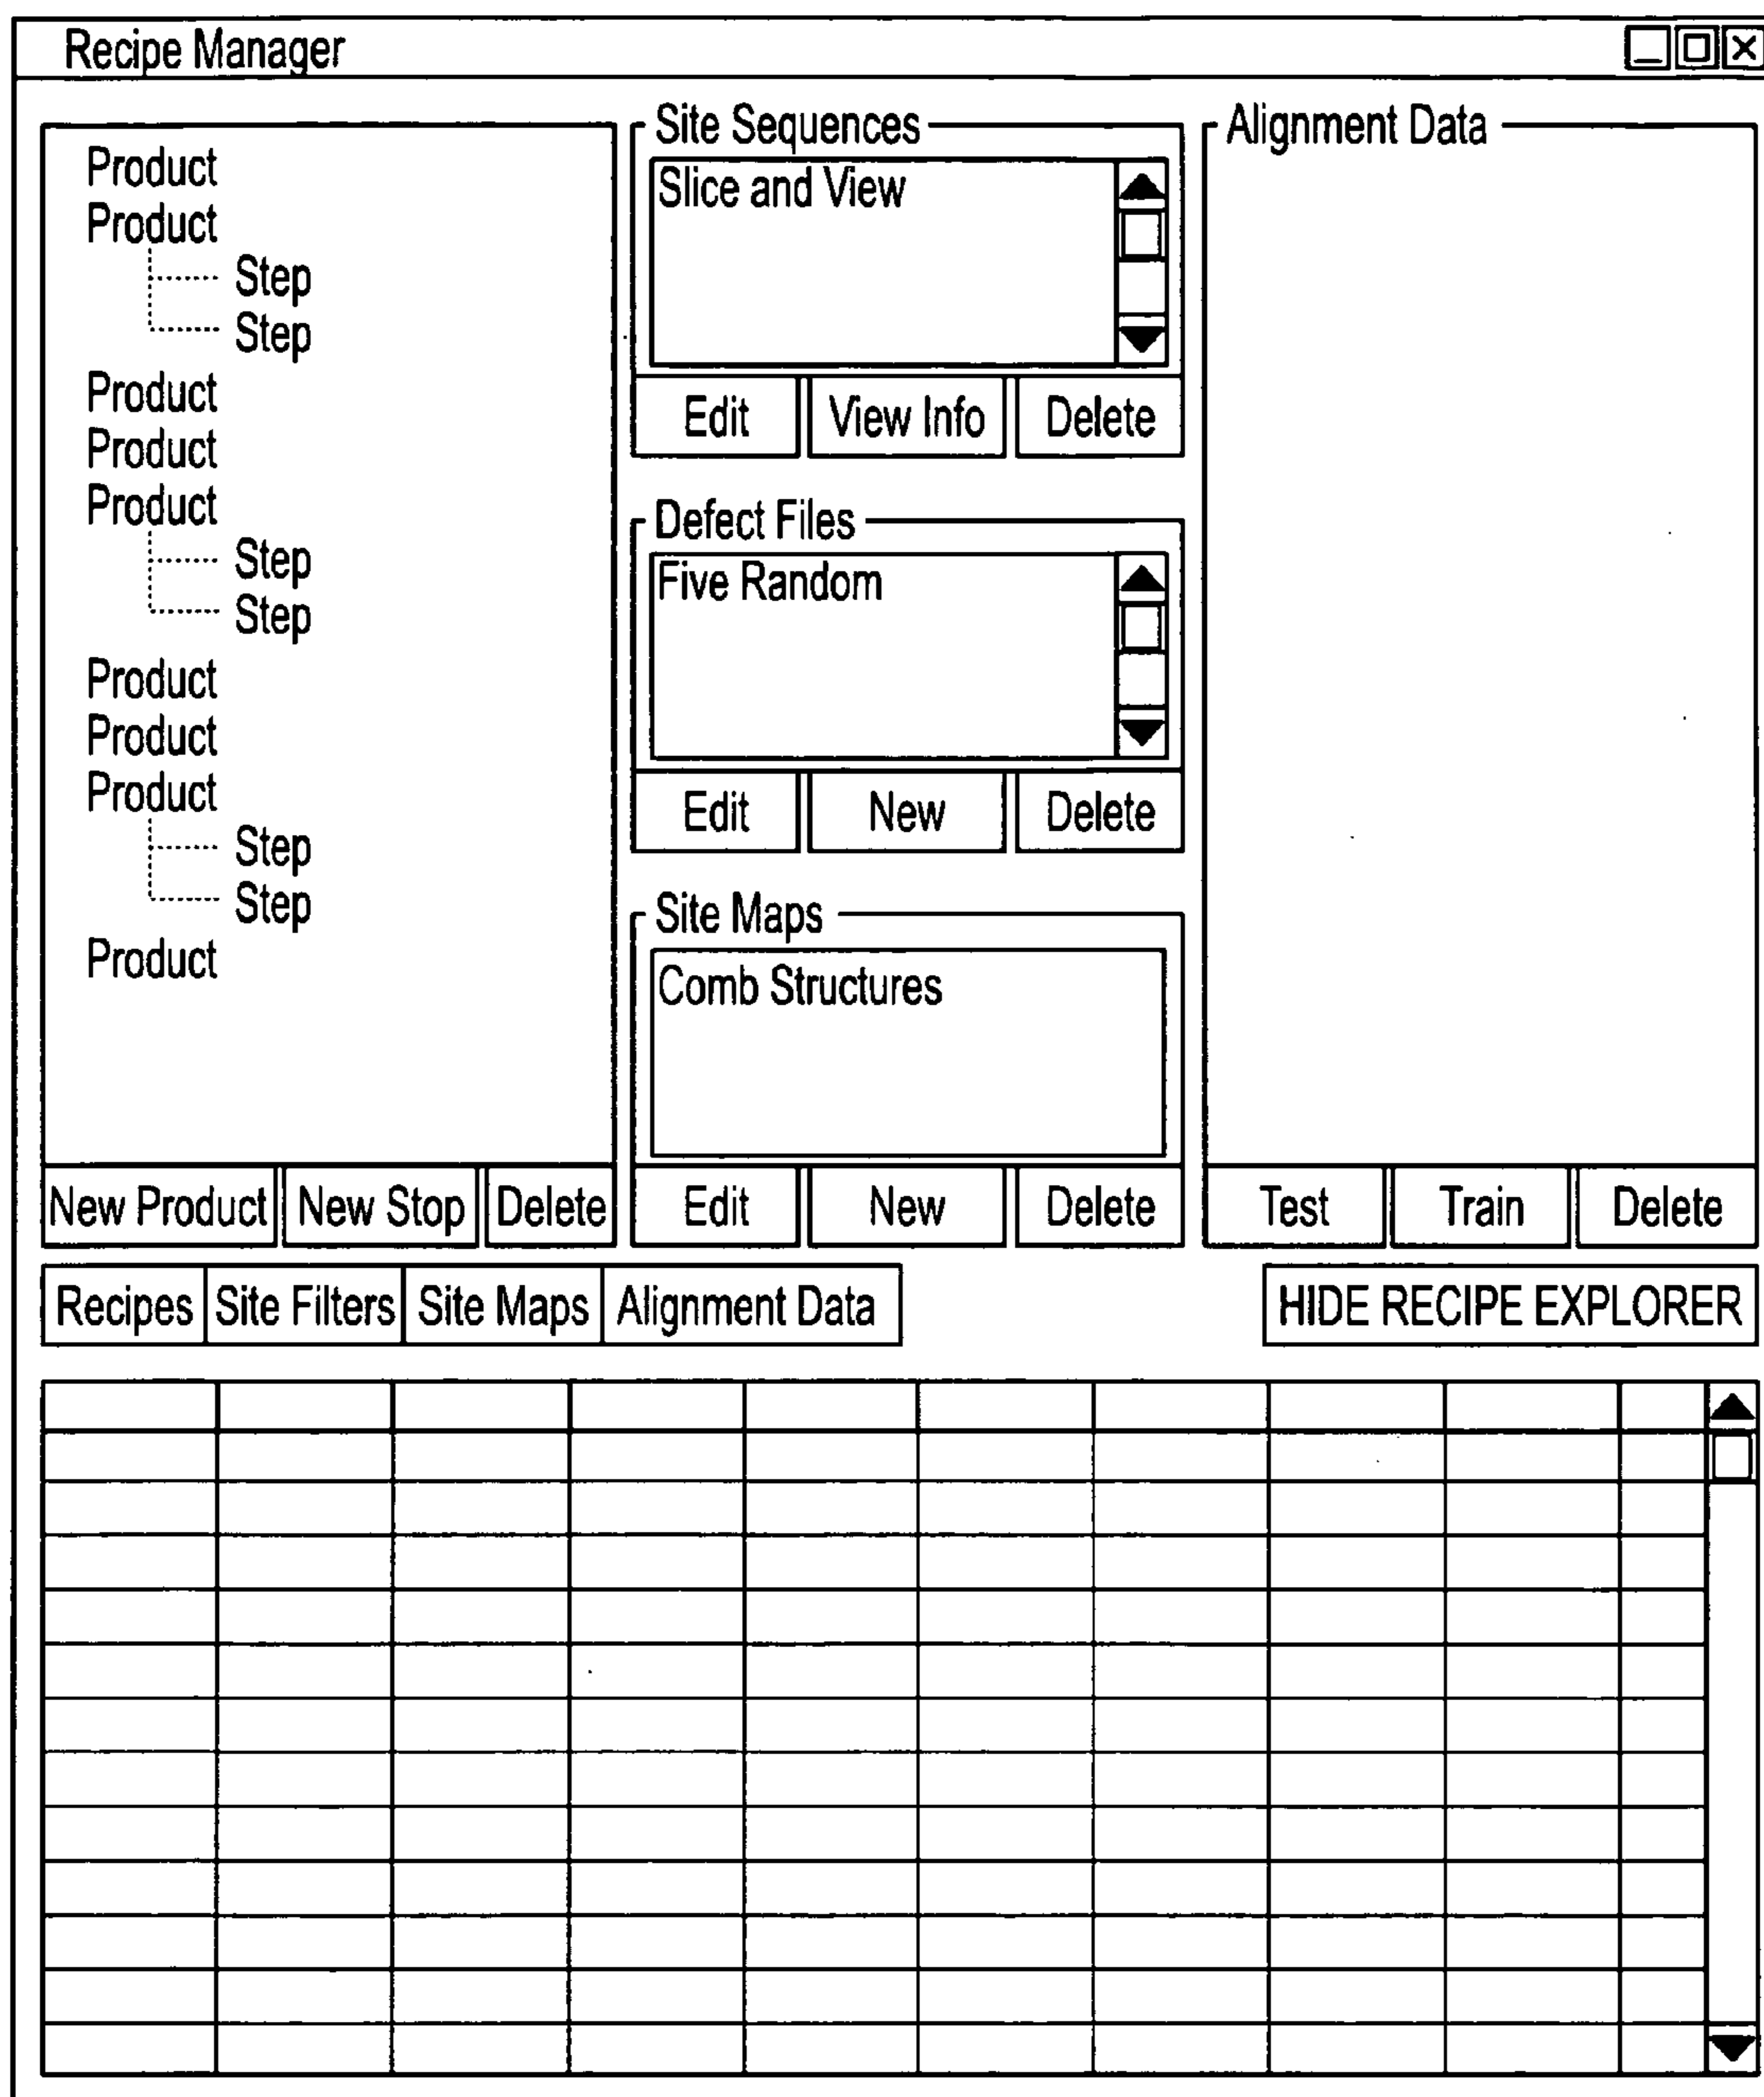 Recipe Manager
Product
Product
Step
Step
Product
Product
Product
Step
Step
Product
Product
Product
Step
Step
Product
New Product New Stop Delete
Site Sequences
Slice and View
Edit View Info Delete
Defect Files
Five Random
Edit New Delete
Site Maps
Comb Structures
Edit New Delete
Alignment Data
Test Train Delete
Recipes Site Filters Site Maps Alignment Data
HIDE RECIPE EXPLORER